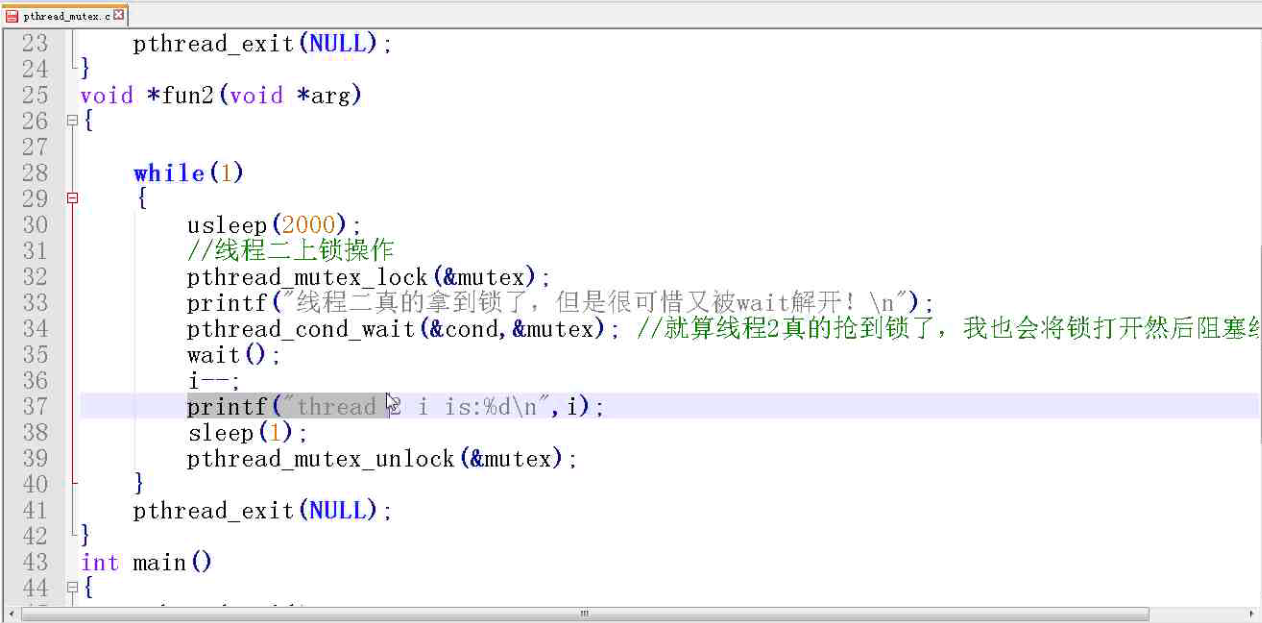 pthread_mutex.c
23 pthread_exit(NULL);
24 }
25 void *fun2(void *arg)
26 {
27
28 while(1)
29 {
30 usleep(2000);
31 //线程二上锁操作
32 pthread_mutex_lock(&mutex);
33 printf("线程二真的拿到锁了，但是很可惜又被wait解开！\n");
34 pthread_cond_wait(&cond,&mutex); //就算线程2真的抢到锁了，我也会将锁打开然后阻塞
35 wait();
36 i--;
37 printf("thread 2 i is:%d\n",i);
38 sleep(1);
39 pthread_mutex_unlock(&mutex);
40 }
41 pthread_exit(NULL);
42 }
43 int main()
44 {